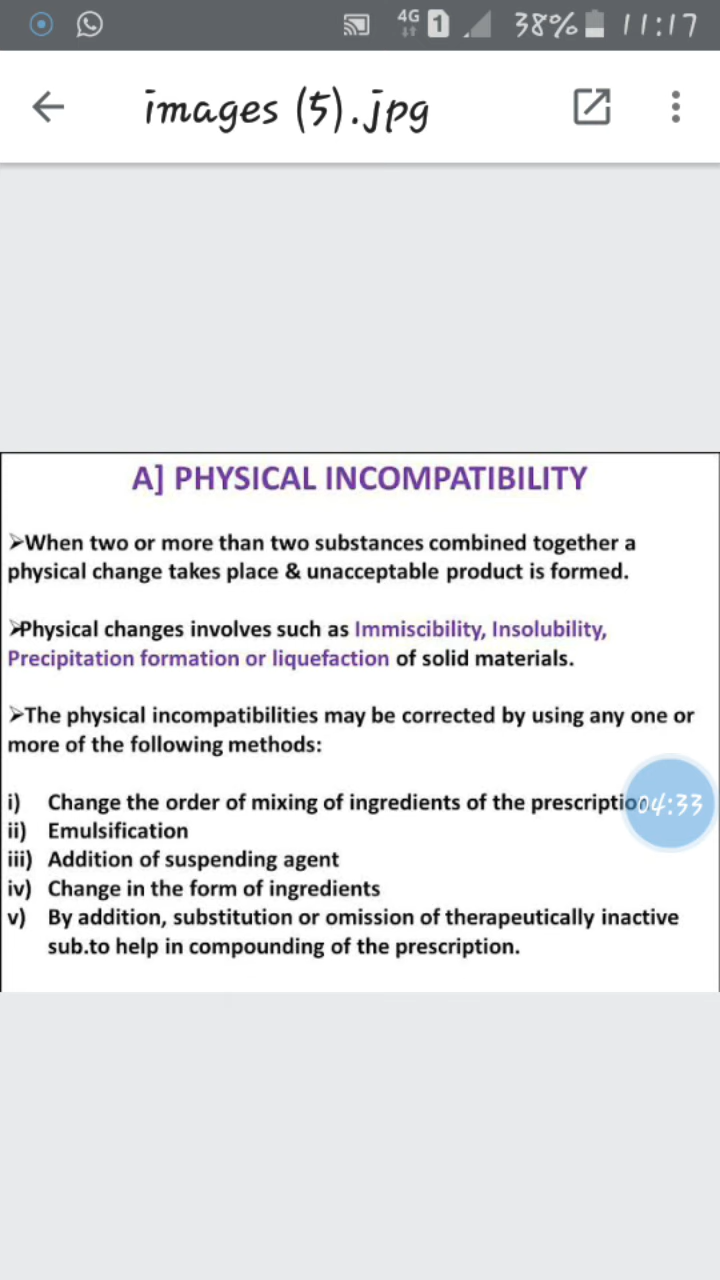 4G 1 38% 11:17
images (5).jpg
A] PHYSICAL INCOMPATIBILITY
➢When two or more than two substances combined together a
physical change takes place & unacceptable product is formed.
➢Physical changes involves such as Immiscibility, Insolubility,
Precipitation formation or liquefaction of solid materials.
➢The physical incompatibilities may be corrected by using any one or
more of the following methods:
i) Change the order of mixing of ingredients of the prescription
04:33
ii) Emulsification
iii) Addition of suspending agent
iv) Change in the form of ingredients
v) By addition, substitution or omission of therapeutically inactive
sub.to help in compounding of the prescription.